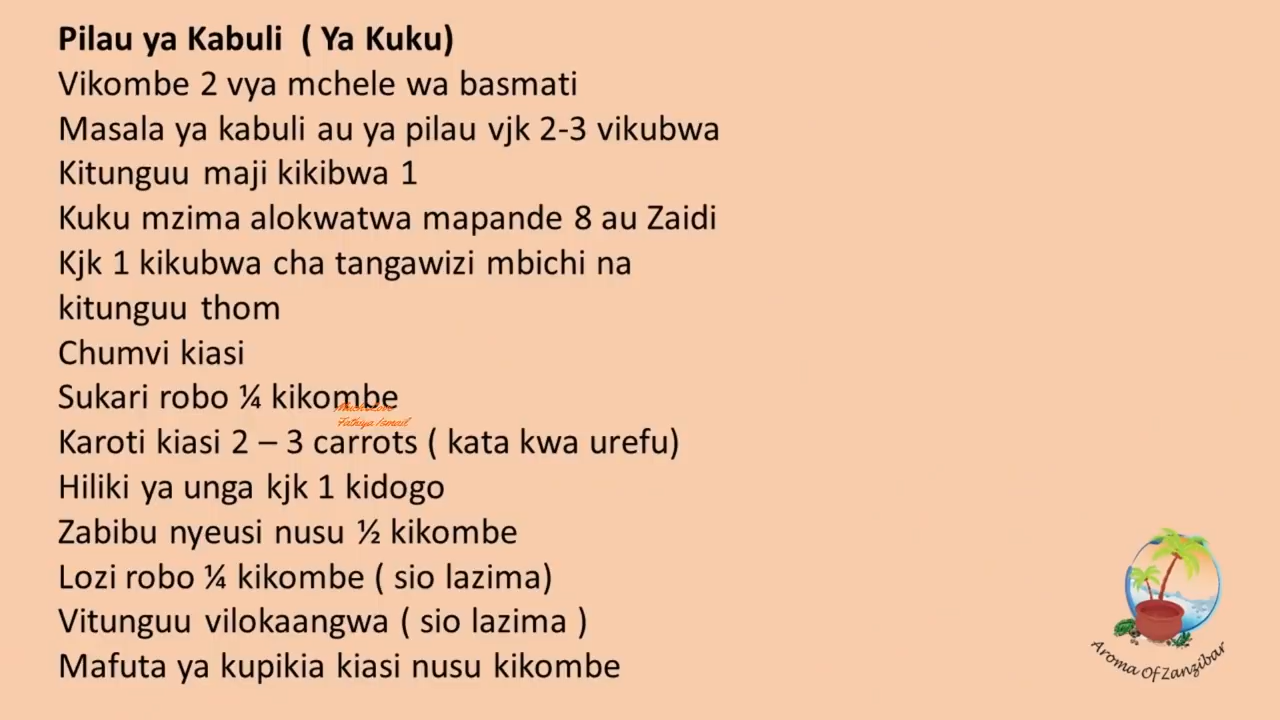 Pilau ya Kabuli ( Ya Kuku)
Vikombe 2 vya mchele wa basmati
Masala ya kabuli au ya pilau vjk 2-3 vikubwa
Kitunguu maji kikibwa 1
Kuku mzima alokwatwa mapande 8 au Zaidi
Kjk 1 kikubwa cha tangawizi mbichi na
kitunguu thom
Chumvi kiasi
Sukari robo ¼ kikombe
Fathiya Ismail
Karoti kiasi 2 – 3 carrots ( kata kwa urefu)
Hiliki ya unga kjk 1 kidogo
Zabibu nyeusi nusu ½ kikombe
Lozi robo ¼ kikombe ( sio lazima)
Vitunguu vilokaangwa ( sio lazima )
Mafuta ya kupikia kiasi nusu kikombe
Aroma Of Zanzibar